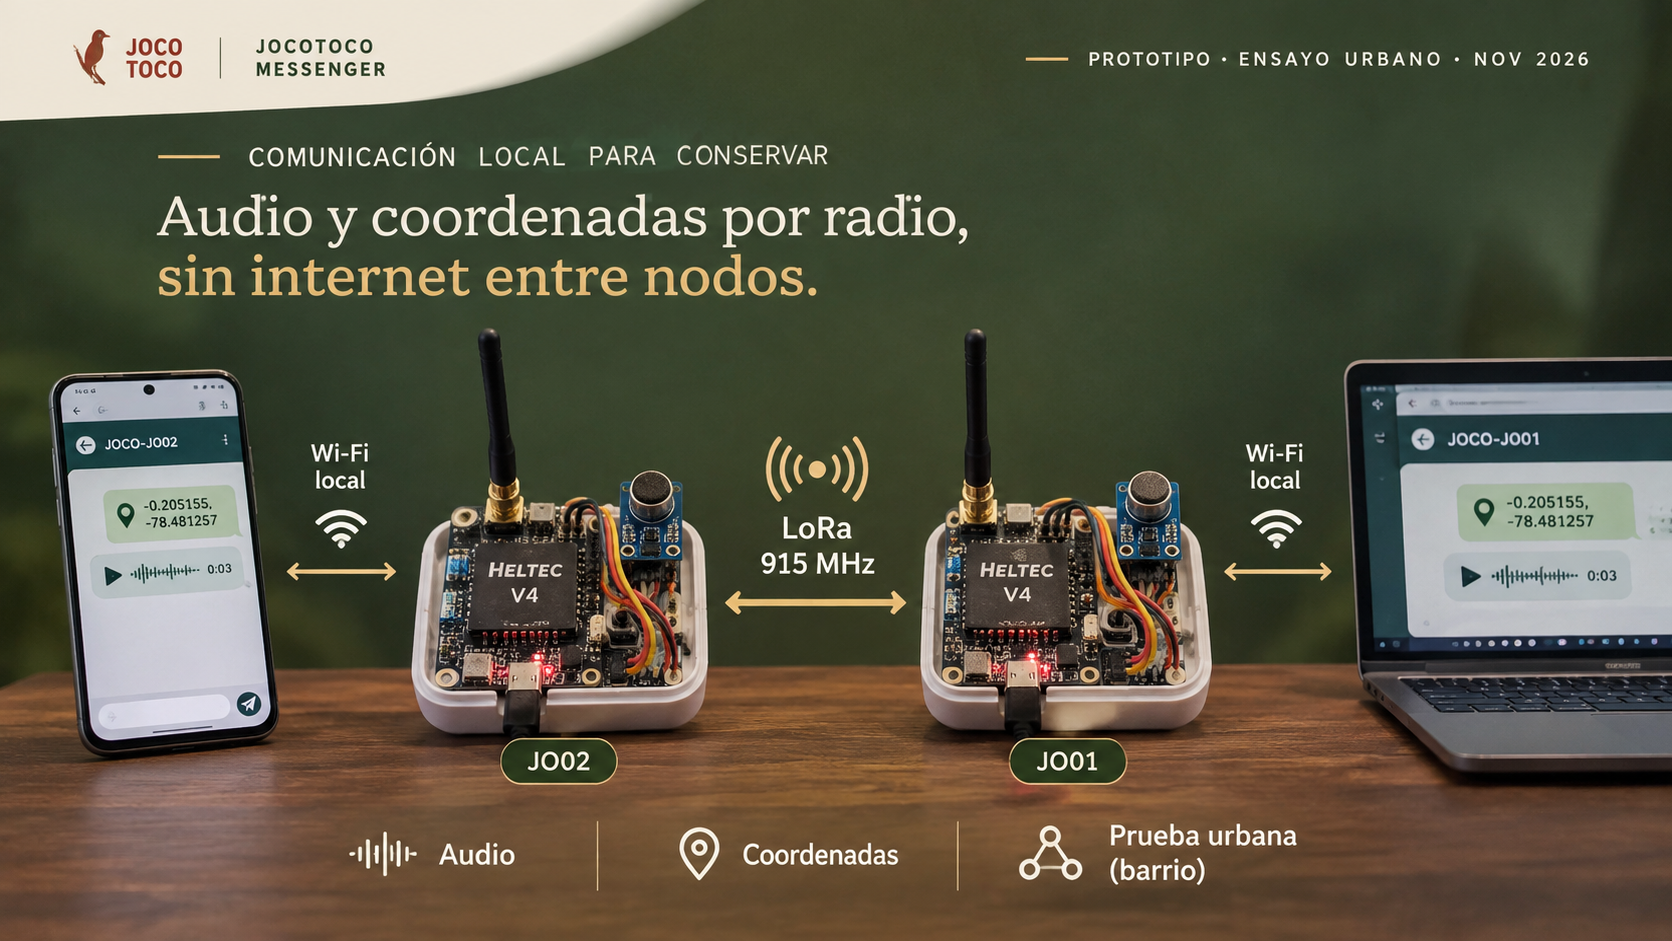 JOCO
TOCO
JOCOTOCO
MESSENGER
PROTOTIPO • ENSAYO URBANO • NOV 2026
COMUNICACIÓN LOCAL PARA CONSERVAR
Audio y coordenadas por radio,
sin internet entre nodos.
JOCO-JO02
-0.205155,
-78.481257
0:03
Wi-Fi
local
HELTEC
V4
JO02
LoRa
915 MHz
HELTEC
V4
JO01
Wi-Fi
local
JOCO-JO01
-0.205155,
-78.481257
0:03
Audio
Coordenadas
Prueba urbana
(barrio)